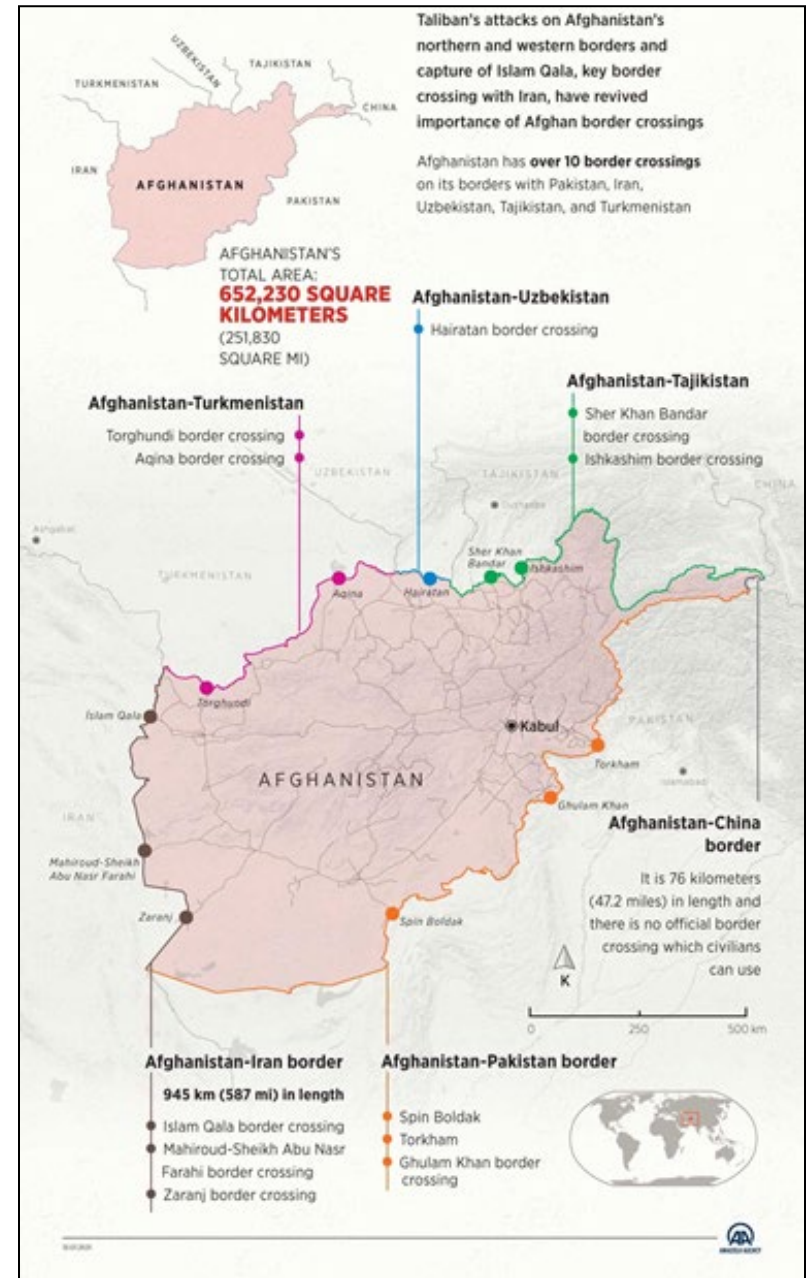 Taliban's attacks on Afghanistan's
northern and western borders and
capture of Islam Qala, key border
crossing with Iran, have revived
importance of Afghan border crossings
Afghanistan has over 10 border crossings
on its borders with Pakistan, Iran,
Uzbekistan, Tajikistan, and Turkmenistan
UZBEKISTAN
TAJIKISTAN
TURKMENISTAN
CHINA
IRAN
AFGHANISTAN
PAKISTAN
AFGHANISTAN'S
TOTAL AREA:
652,230 SQUARE
KILOMETERS
(251,830
SQUARE MI)
Afghanistan-Uzbekistan
Hairatan border crossing
Afghanistan-Tajikistan
Sher Khan Bandar
border crossing
Ishkashim border crossing
Afghanistan-Turkmenistan
Torghundi border crossing
Aqina border crossing
UZBEKISTAN
TAJIKISTAN
CHINA
Dushanbe
Ashgabat
TURKMENISTAN
Sher Khan
Bandar
Ishkashim
Aqina
Hairatan
Torghundi
Islam Qala
Kabul
PAKISTAN
Torkham
Islamabad
AFGHANISTAN
Ghulam Khan
IRAN
Mahiroud-Sheikh
Abu Nasr Farahi
Zaranj
Spin Boldak
Afghanistan-China
border
It is 76 kilometers
(47.2 miles) in length and
there is no official border
crossing which civilians
can use
K
0 250 500 km
Afghanistan-Iran border
945 km (587 mi) in length
Islam Qala border crossing
Mahiroud-Sheikh Abu Nasr
Farahi border crossing
Zaranj border crossing
Afghanistan-Pakistan border
Spin Boldak
Torkham
Ghulam Khan border
crossing
AA
ANADOLU AGENCY